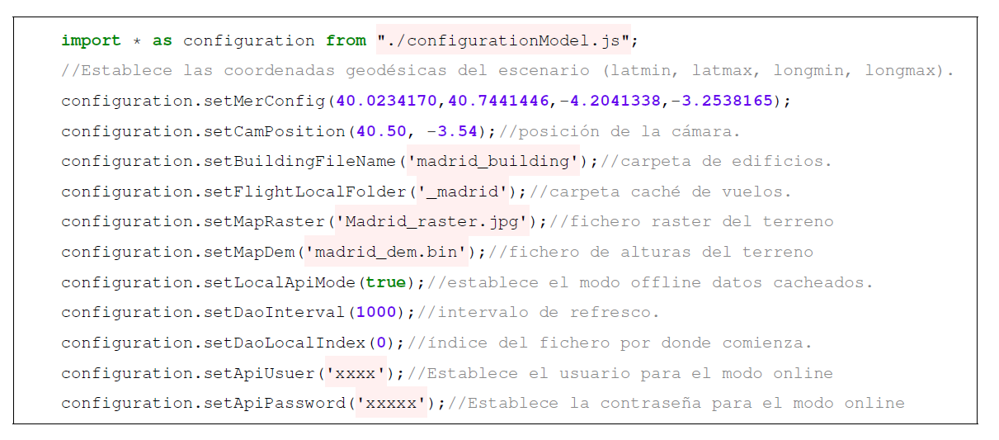 import * as configuration from "./configurationModel.js";
//Establece las coordenadas geodésicas del escenario (latmin, latmax, longmin, longmax).
configuration.setMerConfig(40.0234170,40.7441446,-4.2041338,-3.2538165);
configuration.setCamPosition(40.50, -3.54);//posición de la cámara.
configuration.setBuildingFileName('madrid_building');//carpeta de edificios.
configuration.setFlightLocalFolder('_madrid');//carpeta caché de vuelos.
configuration.setMapRaster('Madrid_raster.jpg');//fichero raster del terreno
configuration.setMapDem('madrid_dem.bin');//fichero de alturas del terreno
configuration.setLocalApiMode(true);//establece el modo offline datos cacheados.
configuration.setDaoInterval(1000);//intervalo de refresco.
configuration.setDaoLocalIndex(0);//índice del fichero por donde comienza.
configuration.setApiUsuer('xxxx');//Establece el usuario para el modo online
configuration.setApiPassword('xxxxx');//Establece la contraseña para el modo online